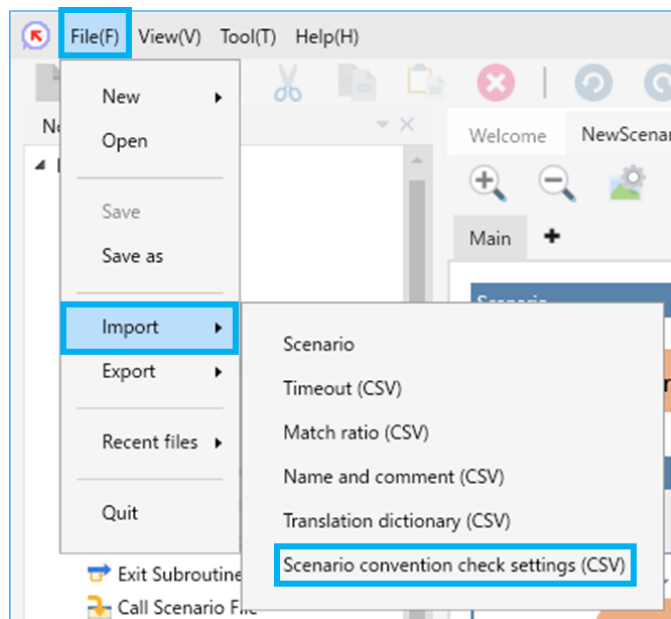 File(F) View(V) Tool(T) Help(H)
New
Open
Save
Save as
Import
Export
Recent files
Quit
Welcome
Main
Scenario
Timeout (CSV)
Match ratio (CSV)
Name and comment (CSV)
Translation dictionary (CSV)
Scenario convention check settings (CSV)
Exit Subroutine
Call Scenario